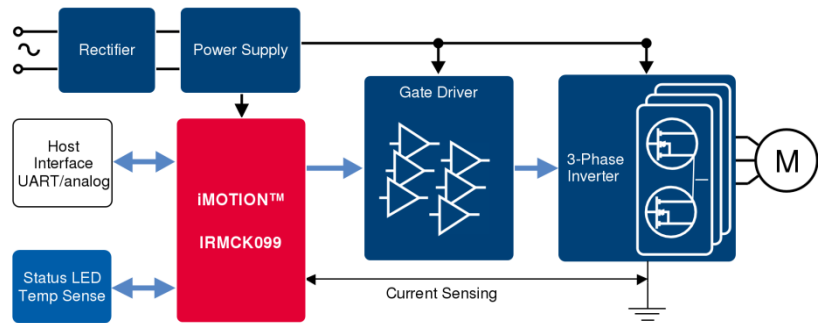 Rectifier
Power Supply
Gate Driver
Host
Interface
UART/analog
iMOTION™
IRMCK099
3-Phase
Inverter
M
Status LED
Temp Sense
Current Sensing